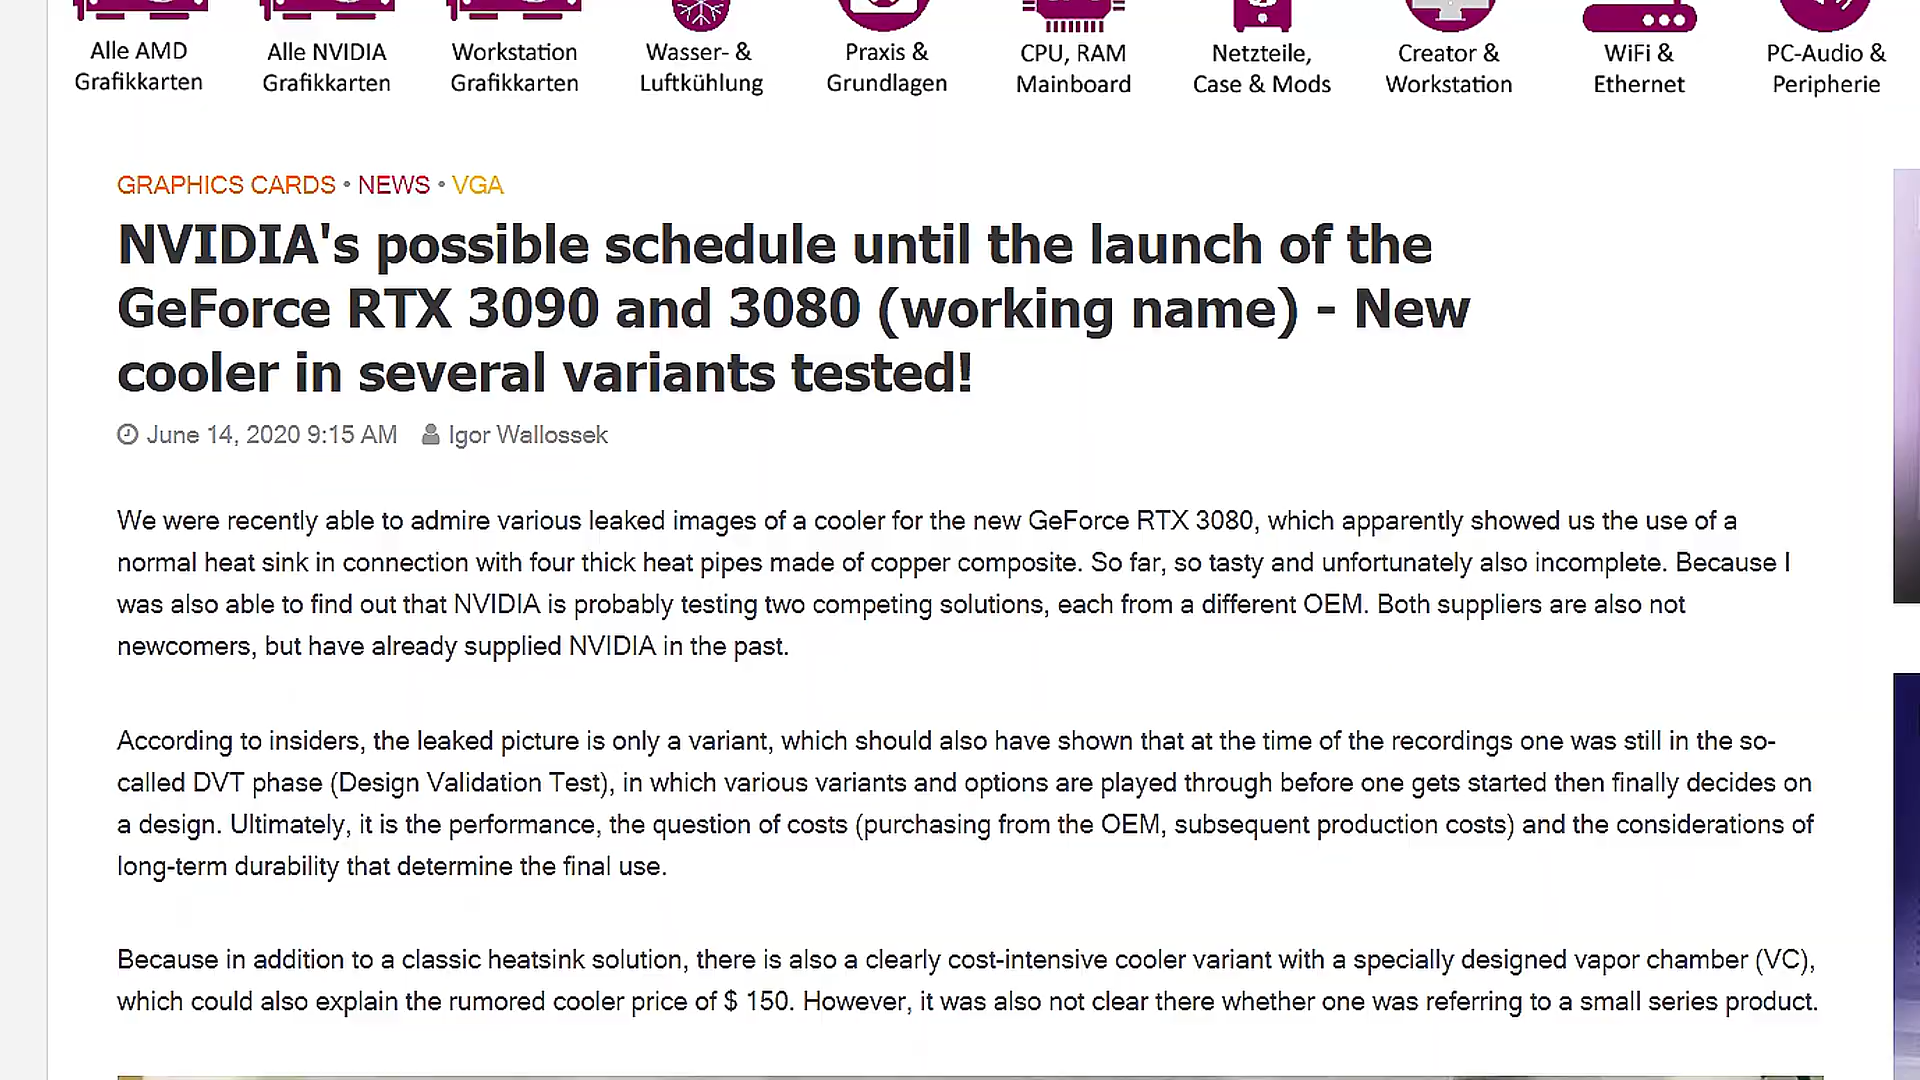 Alle AMD
Grafikkarten
Alle NVIDIA
Grafikkarten
Workstation
Grafikkarten
Wasser- &
Luftkühlung
Praxis &
Grundlagen
CPU, RAM
Mainboard
Netzteile,
Case & Mods
Creator &
Workstation
WiFi &
Ethernet
PC-Audio &
Peripherie
GRAPHICS CARDS • NEWS • VGA
NVIDIA's possible schedule until the launch of the
GeForce RTX 3090 and 3080 (working name) - New
cooler in several variants tested!
June 14, 2020 9:15 AM Igor Wallossek
We were recently able to admire various leaked images of a cooler for the new GeForce RTX 3080, which apparently showed us the use of a
normal heat sink in connection with four thick heat pipes made of copper composite. So far, so tasty and unfortunately also incomplete. Because I
was also able to find out that NVIDIA is probably testing two competing solutions, each from a different OEM. Both suppliers are also not
newcomers, but have already supplied NVIDIA in the past.
According to insiders, the leaked picture is only a variant, which should also have shown that at the time of the recordings one was still in the so-
called DVT phase (Design Validation Test), in which various variants and options are played through before one gets started then finally decides on
a design. Ultimately, it is the performance, the question of costs (purchasing from the OEM, subsequent production costs) and the considerations of
long-term durability that determine the final use.
Because in addition to a classic heatsink solution, there is also a clearly cost-intensive cooler variant with a specially designed vapor chamber (VC),
which could also explain the rumored cooler price of $ 150. However, it was also not clear there whether one was referring to a small series product.